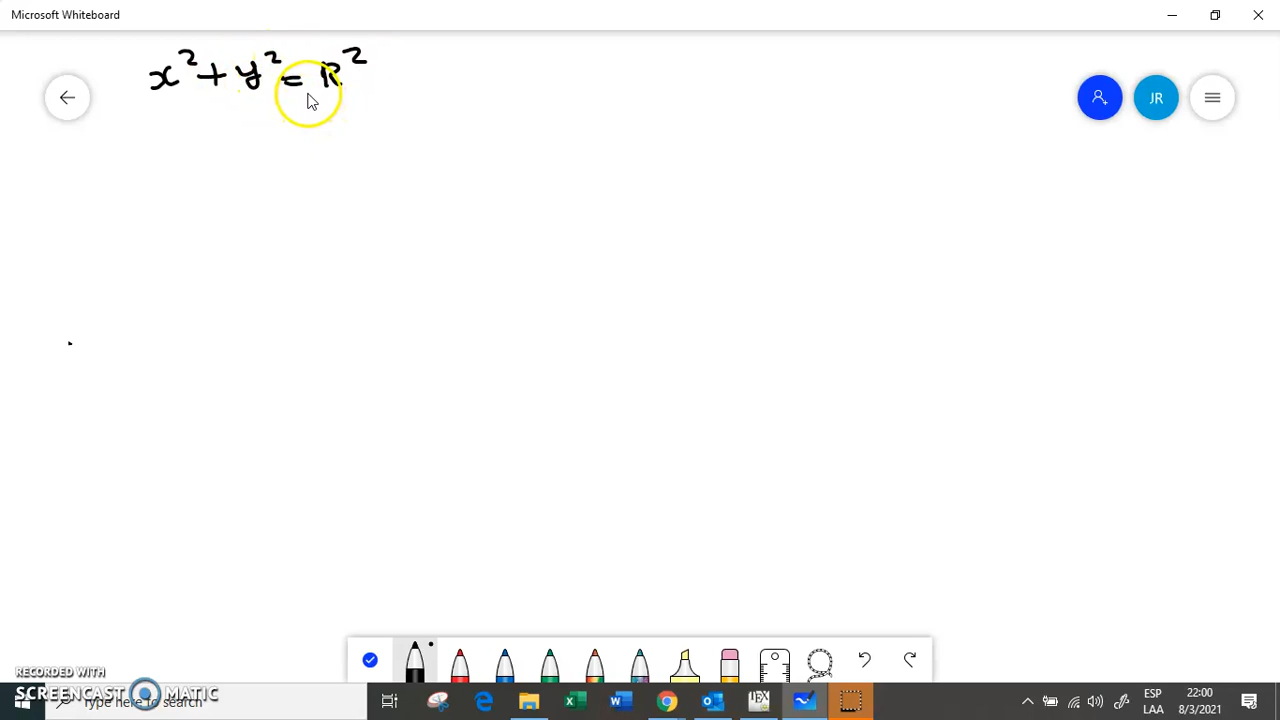 Microsoft Whiteboard
x² + y² = R²
JR
RECORDED WITH
SCREENCAST MATIC
Type here to search
ESP
LAA
22:00
8/3/2021